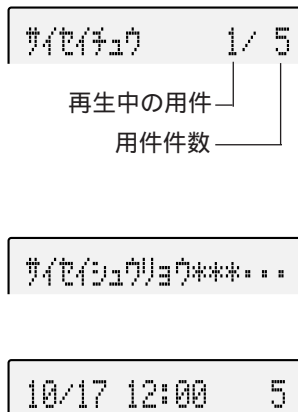 サイセイチュウ 1/ 5
再生中の用件
用件件数
サイセイシュウリョウ***...
10/17 12:00 5